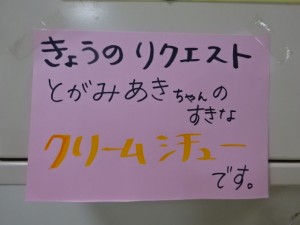 きょうの リクエスト
とがみあきちゃんの
すきな
クリームシチュー
です。